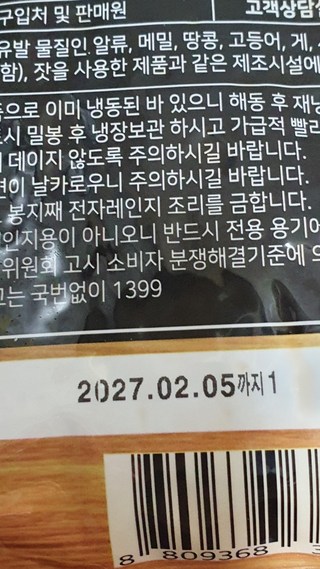 구입처 및 판매원 고객상담실
유발 물질인 알류, 메밀, 땅콩, 고등어, 게,
함), 잣을 사용한 제품과 같은 제조시설에
으로 이미 냉동된 바 있으니 해동 후 재냉
시 밀봉 후 냉장보관 하시고 가급적 빨리
데이지 않도록 주의하시길 바랍니다.
이 날카로우니 주의하시길 바랍니다.
봉지째 전자레인지 조리를 금합니다.
인지용이 아니오니 반드시 전용 용기에
위원회 고시 소비자 분쟁해결기준에
는 국번없이 1399
2027.02.05까지1
8 809368 3